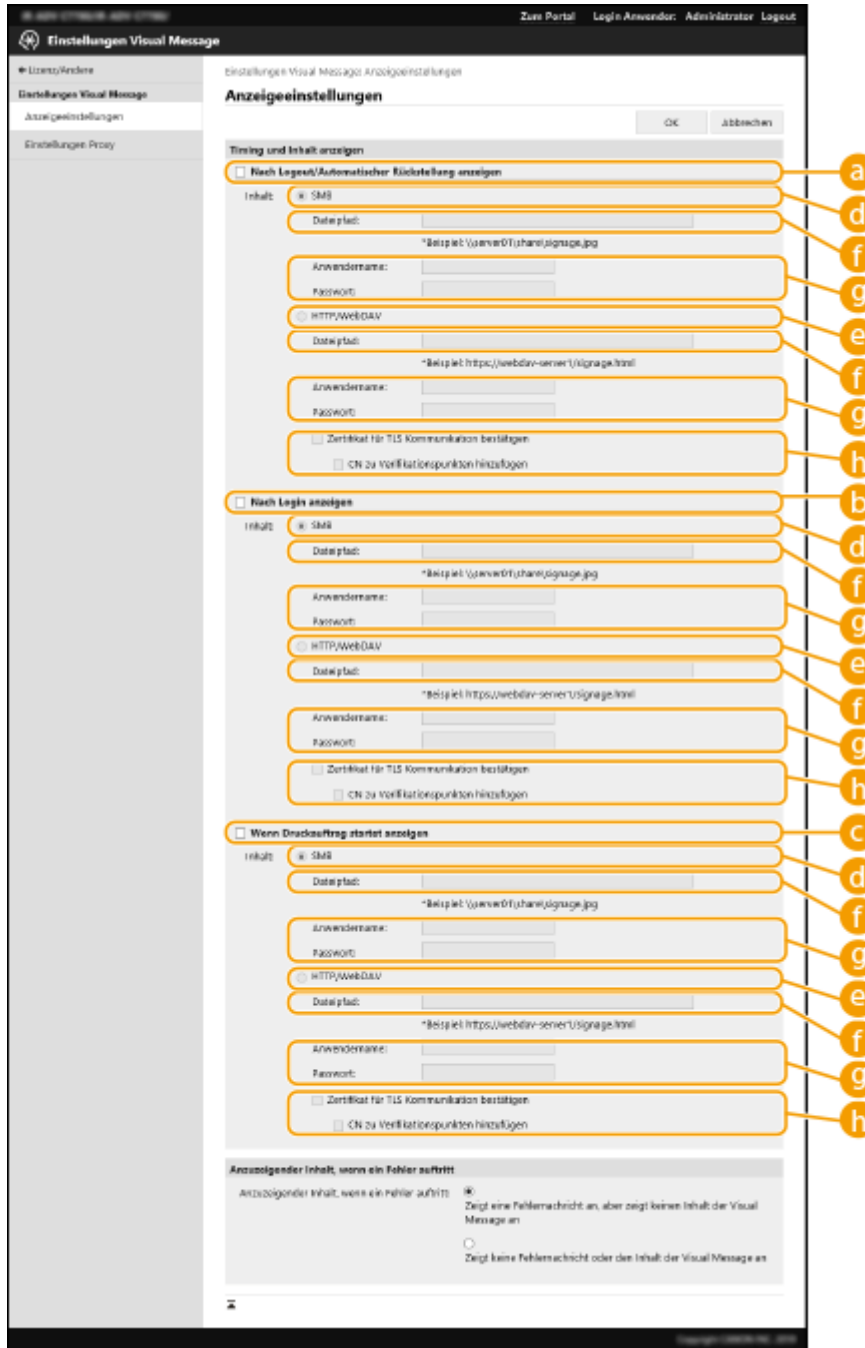 Zum Portal Login Anwender: Administrator Logout
Einstellungen Visual Message
Lizenz/Andere
Einstellungen Visual Message
Anzeigeeinstellungen
Einstellungen Proxy
Einstellungen Visual Message: Anzeigeeinstellungen
Anzeigeeinstellungen
OK Abbrechen
Timing und Inhalt anzeigen
Nach Logout/Automatischer Rückstellung anzeigen a
Inhalt: SMB d
Dateipfad: f
*Beispiel: \\server01\share\signage.jpg
Anwendername: g
Passwort:
HTTP/WebDAV e
Dateipfad: f
*Beispiel: https://webdav-server1/signage.html
Anwendername: g
Passwort:
Zertifikat für TLS Kommunikation bestätigen h
CN zu Verifikationspunkten hinzufügen
Nach Login anzeigen b
Inhalt: SMB d
Dateipfad: f
*Beispiel: \\server01\share\signage.jpg
Anwendername: g
Passwort:
HTTP/WebDAV e
Dateipfad: f
*Beispiel: https://webdav-server1/signage.html
Anwendername: g
Passwort:
Zertifikat für TLS Kommunikation bestätigen h
CN zu Verifikationspunkten hinzufügen
Wenn Druckauftrag startet anzeigen c
Inhalt: SMB d
Dateipfad: f
*Beispiel: \\server01\share\signage.jpg
Anwendername: g
Passwort:
HTTP/WebDAV e
Dateipfad: f
*Beispiel: https://webdav-server1/signage.html
Anwendername: g
Passwort:
Zertifikat für TLS Kommunikation bestätigen h
CN zu Verifikationspunkten hinzufügen
Anzuzeigender Inhalt, wenn ein Fehler auftritt
Anzuzeigender Inhalt, wenn ein Fehler auftritt:
Zeigt eine Fehlernachricht an, aber zeigt keinen Inhalt der Visual
Message an
Zeigt keine Fehlernachricht oder den Inhalt der Visual Message an